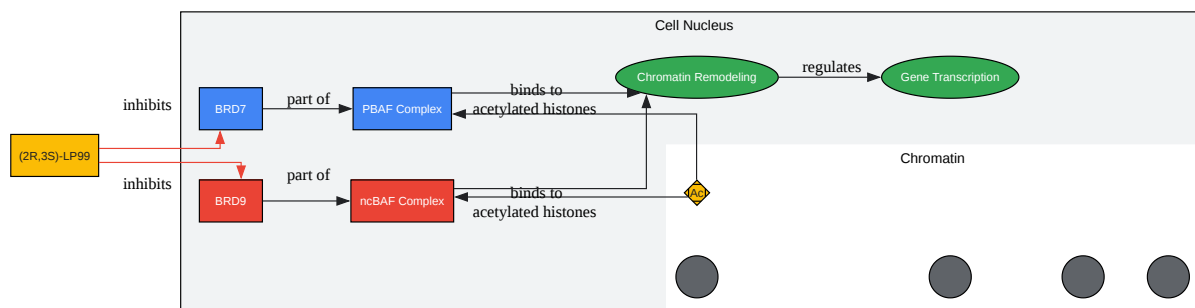 Cell Nucleus
Chromatin Remodeling
regulates
Gene Transcription
inhibits
BRD7
part of
PBAF Complex
binds to
acetylated histones
(2R,3S)-LP99
Chromatin
inhibits
BRD9
part of
ncBAF Complex
binds to
acetylated histones
Ac